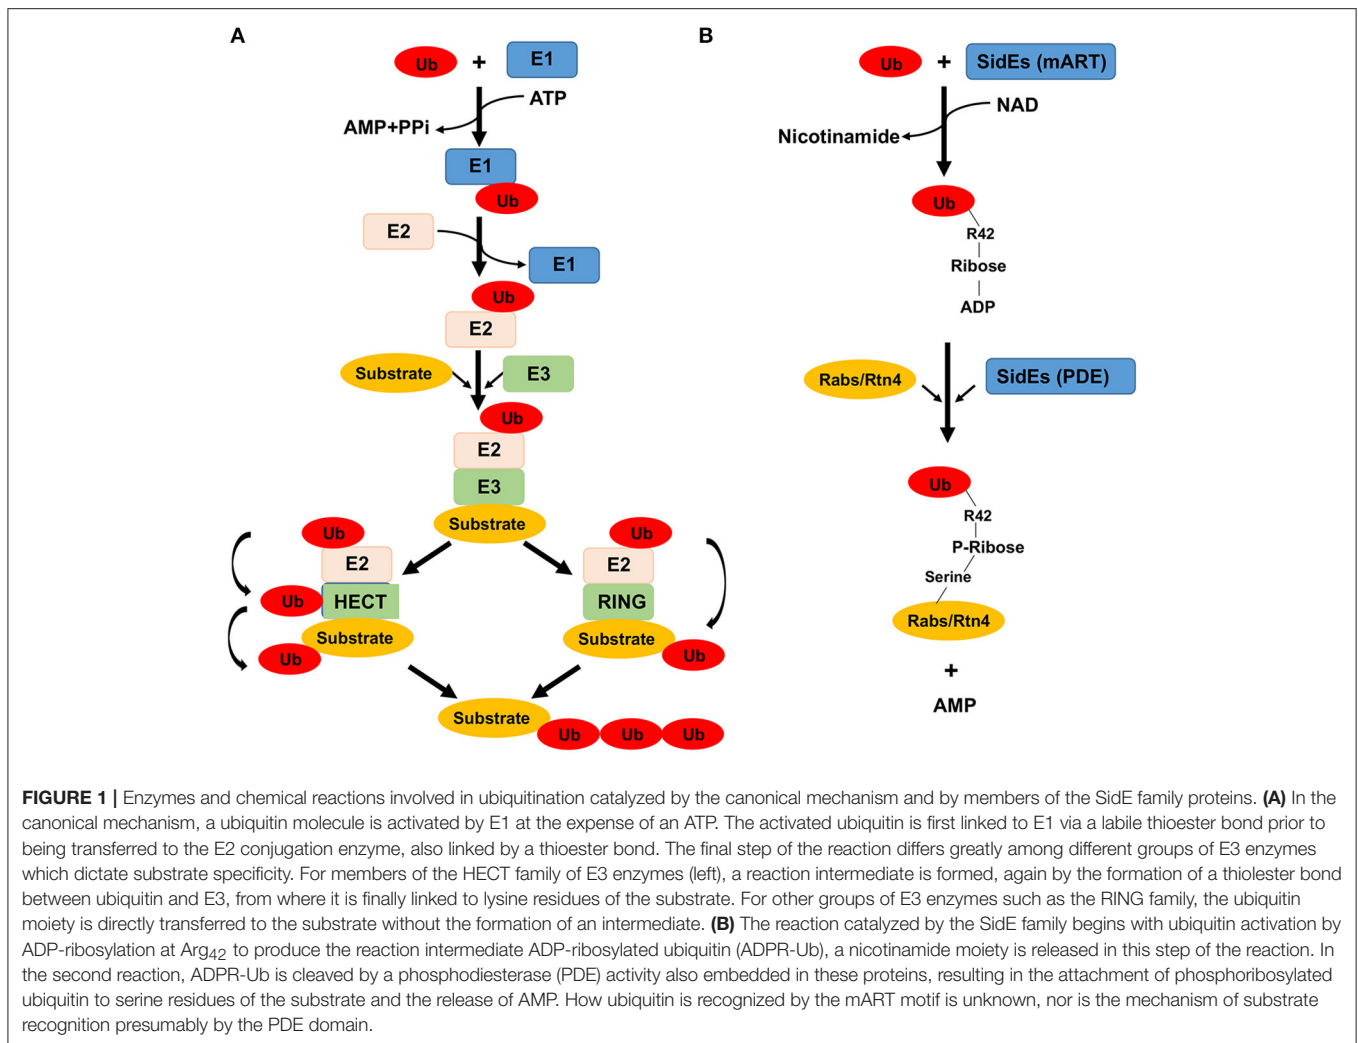 A
Ub + E1
ATP
AMP+PPi
E1
Ub
E2
E1
Ub
E2
Substrate
E3
Ub
E2
E3
Substrate
Ub
E2
Ub
HECT
Substrate
Ub
Ub
E2
RING
Substrate
Ub
Substrate
Ub Ub Ub
B
Ub + SidEs (mART)
NAD
Nicotinamide
Ub
R42
Ribose
ADP
Rabs/Rtn4
SidEs (PDE)
Ub
R42
P-Ribose
Serine
Rabs/Rtn4
+
AMP
FIGURE 1 | Enzymes and chemical reactions involved in ubiquitination catalyzed by the canonical mechanism and by members of the SidE family proteins. (A) In the
canonical mechanism, a ubiquitin molecule is activated by E1 at the expense of an ATP. The activated ubiquitin is first linked to E1 via a labile thioester bond prior to
being transferred to the E2 conjugation enzyme, also linked by a thioester bond. The final step of the reaction differs greatly among different groups of E3 enzymes
which dictate substrate specificity. For members of the HECT family of E3 enzymes (left), a reaction intermediate is formed, again by the formation of a thiolester bond
between ubiquitin and E3, from where it is finally linked to lysine residues of the substrate. For other groups of E3 enzymes such as the RING family, the ubiquitin
moiety is directly transferred to the substrate without the formation of an intermediate. (B) The reaction catalyzed by the SidE family begins with ubiquitin activation by
ADP-ribosylation at Arg42 to produce the reaction intermediate ADP-ribosylated ubiquitin (ADPR-Ub), a nicotinamide moiety is released in this step of the reaction. In
the second reaction, ADPR-Ub is cleaved by a phosphodiesterase (PDE) activity also embedded in these proteins, resulting in the attachment of phosphoribosylated
ubiquitin to serine residues of the substrate and the release of AMP. How ubiquitin is recognized by the mART motif is unknown, nor is the mechanism of substrate
recognition presumably by the PDE domain.